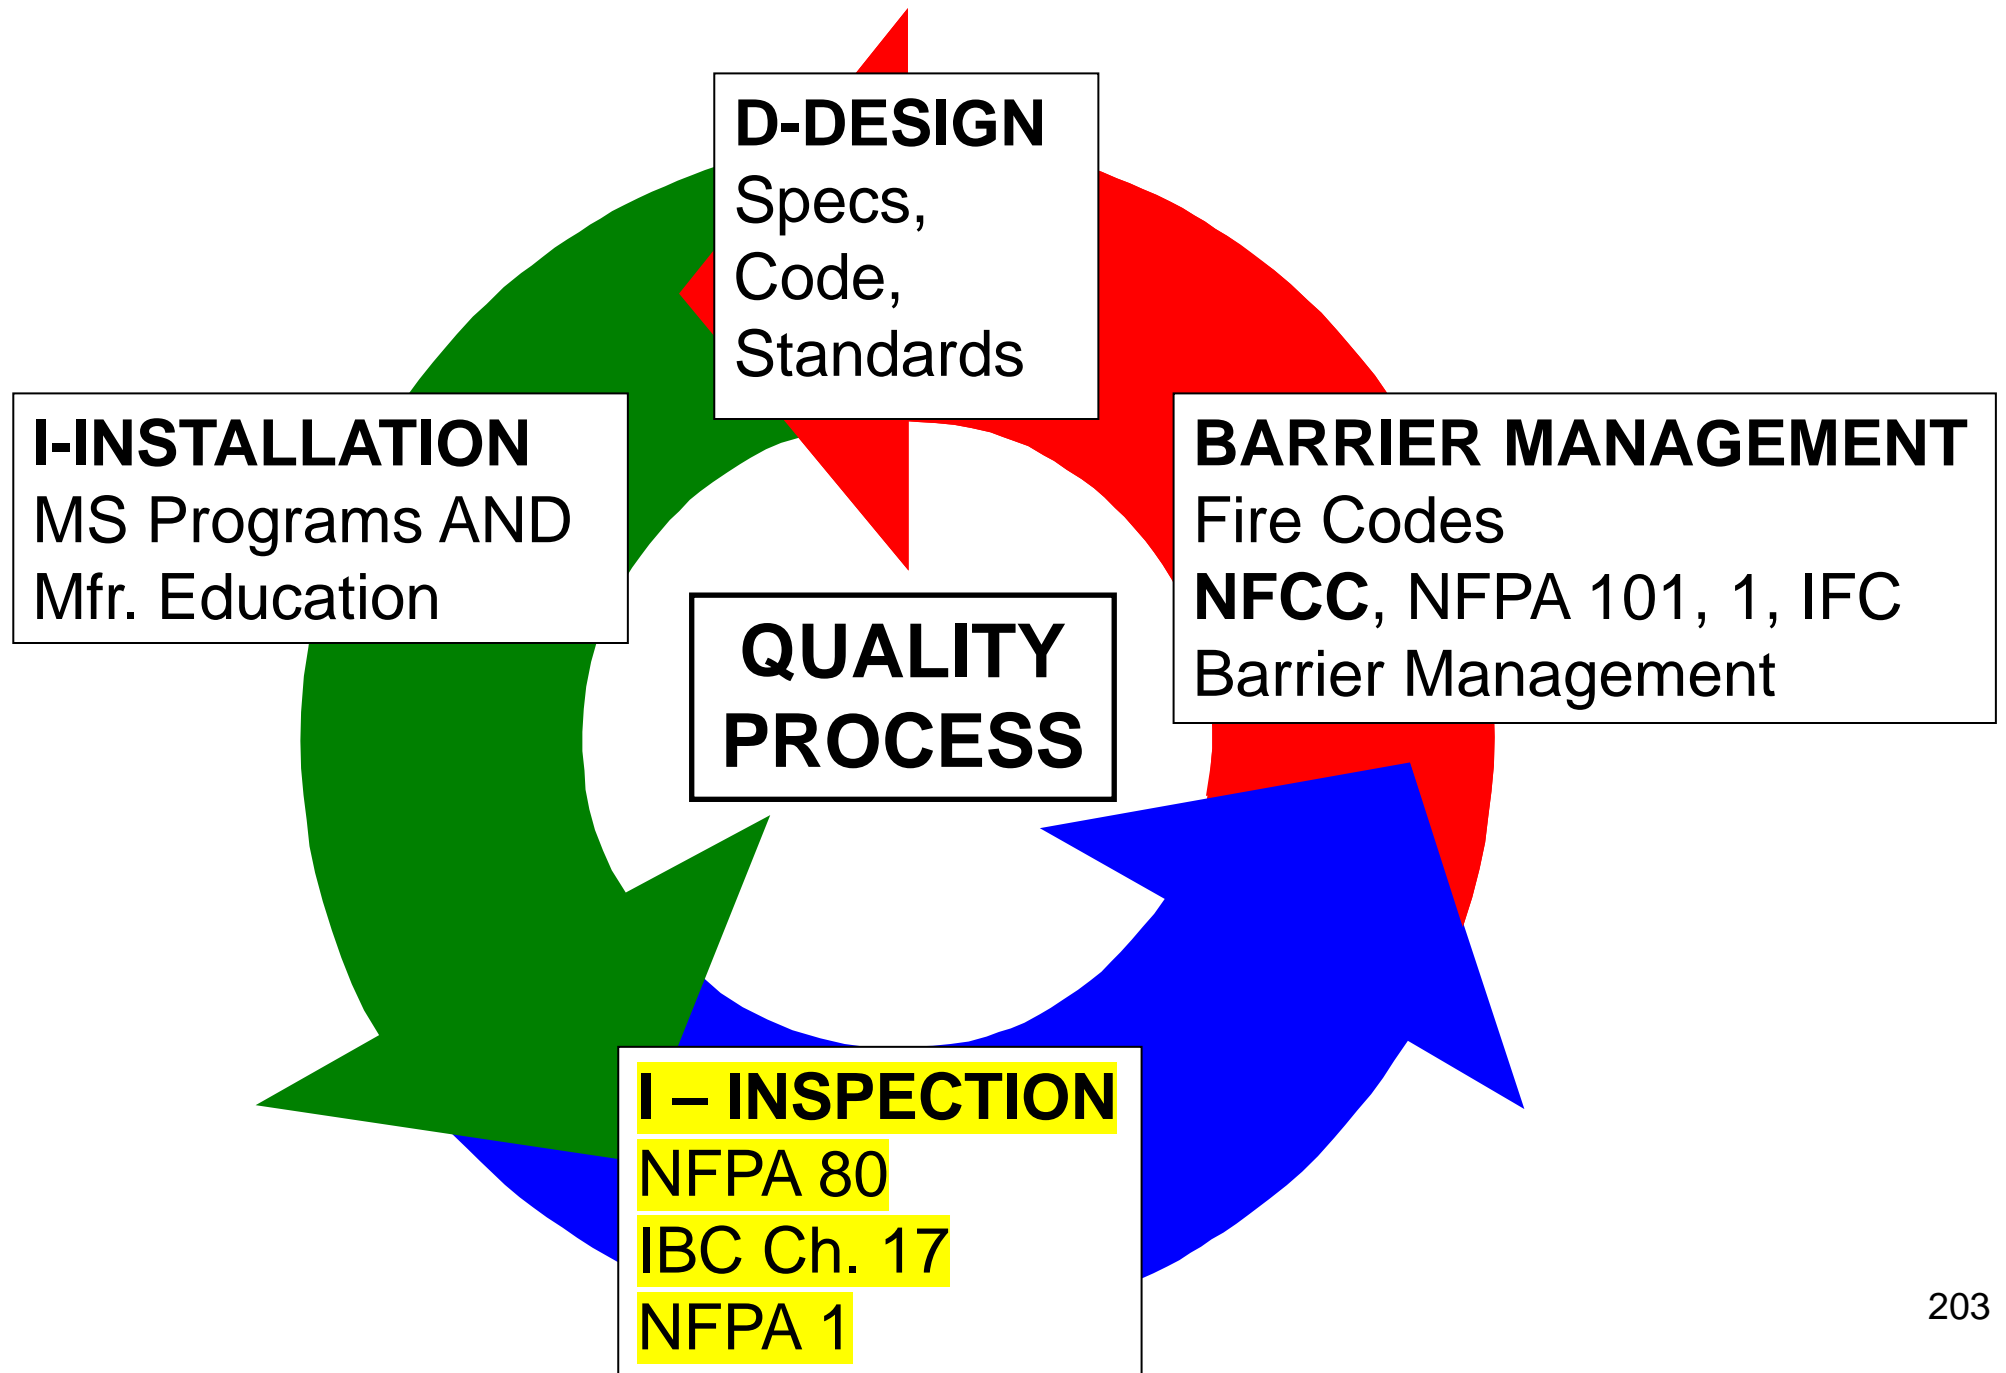 D-DESIGN
Specs,
Code,
Standards
I-INSTALLATION
MS Programs AND
Mfr. Education
BARRIER MANAGEMENT
Fire Codes
NFCC, NFPA 101, 1, IFC
Barrier Management
QUALITY
PROCESS
I – INSPECTION
NFPA 80
IBC Ch. 17
NFPA 1
203